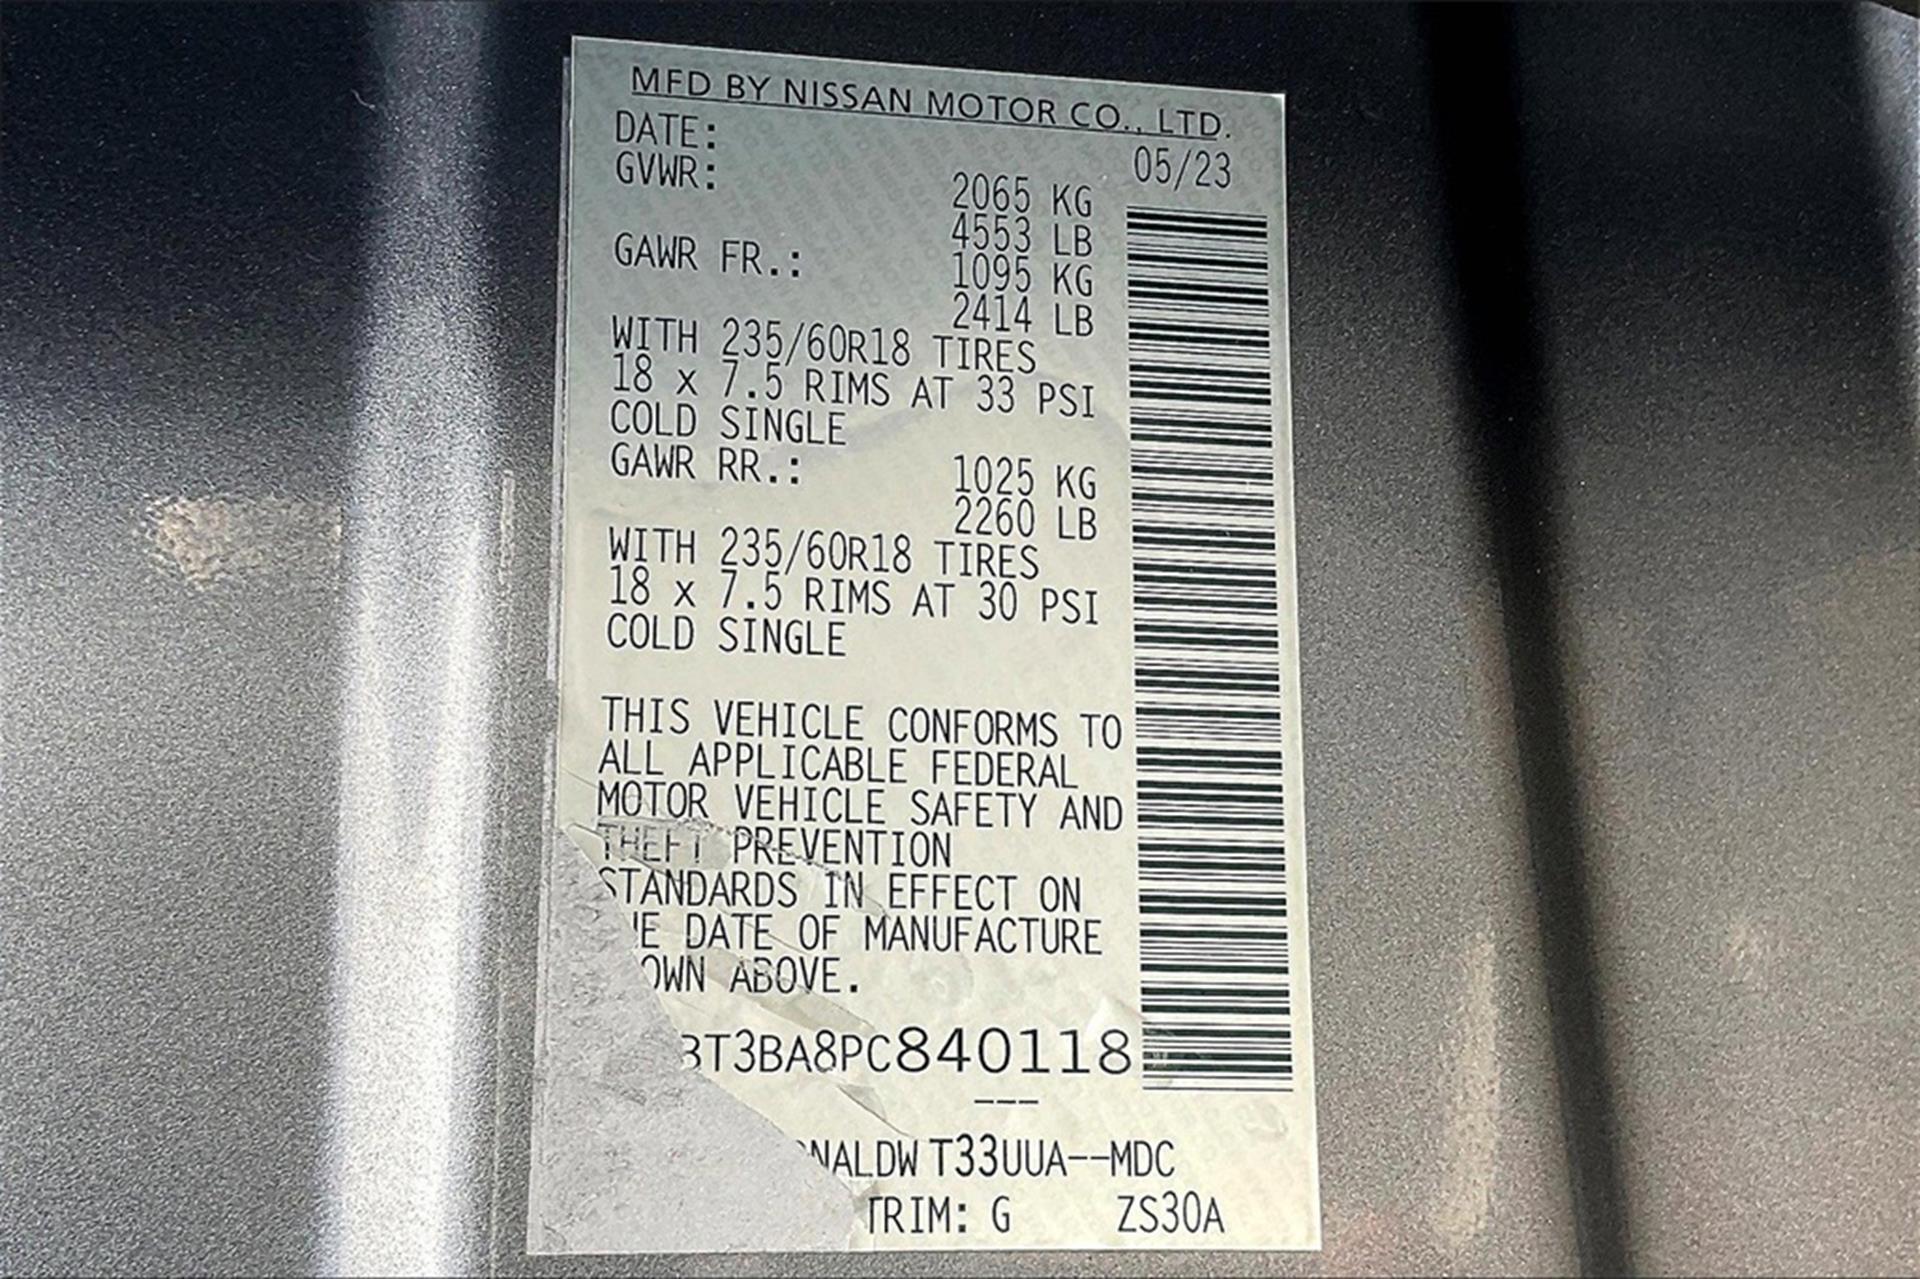 MFD BY NISSAN MOTOR CO., LTD.
DATE: 05/23
GVWR: 2065 KG
4553 LB
GAWR FR.: 1095 KG
2414 LB
WITH 235/60R18 TIRES
18 x 7.5 RIMS AT 33 PSI
COLD SINGLE
GAWR RR.: 1025 KG
2260 LB
WITH 235/60R18 TIRES
18 x 7.5 RIMS AT 30 PSI
COLD SINGLE
THIS VEHICLE CONFORMS TO
ALL APPLICABLE FEDERAL
MOTOR VEHICLE SAFETY AND
THEFT PREVENTION
STANDARDS IN EFFECT ON
DATE OF MANUFACTURE
ABOVE.
BT3BA8PC840118
---
NALDW T33UUA--MDC
TRIM: G ZS30A